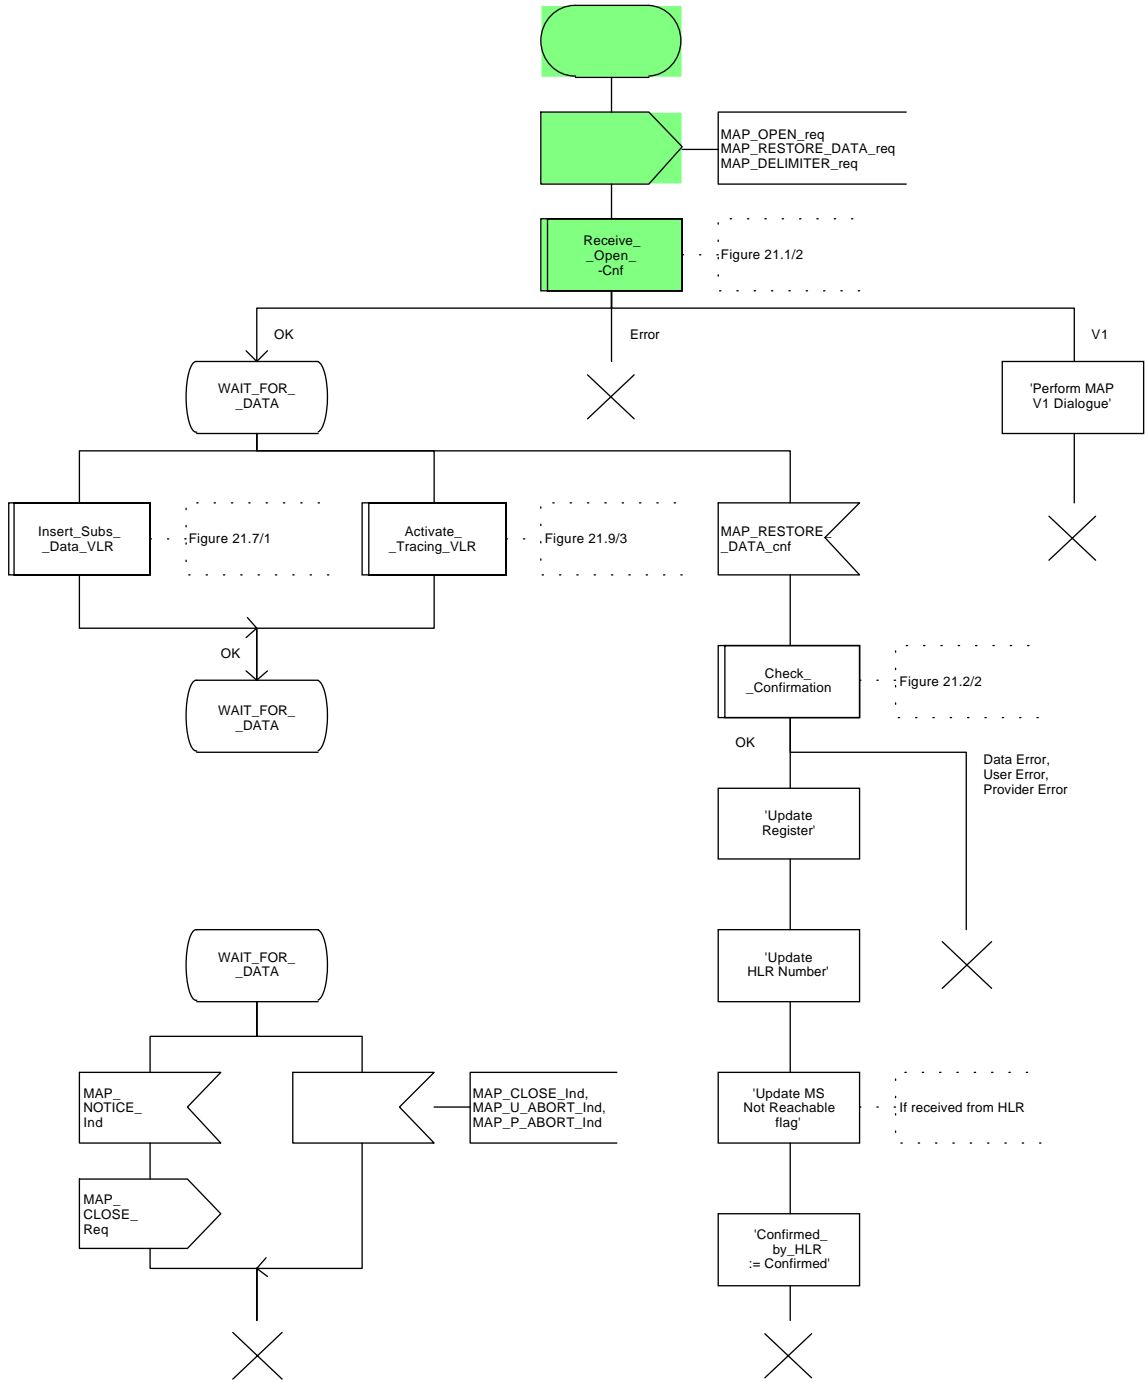 MAP_OPEN_req
MAP_RESTORE_DATA_req
MAP_DELIMITER_req
Receive_
_Open_
-Cnf
Figure 21.1/2
OK
Error
V1
WAIT_FOR_
_DATA
'Perform MAP
V1 Dialogue'
Insert_Subs_
_Data_VLR
Figure 21.7/1
Activate_
_Tracing_VLR
Figure 21.9/3
MAP_RESTORE_
_DATA_cnf
OK
WAIT_FOR_
_DATA
Check_
_Confirmation
Figure 21.2/2
OK
Data Error,
User Error,
Provider Error
'Update
Register'
WAIT_FOR_
_DATA
'Update
HLR Number'
MAP_
NOTICE_
Ind
MAP_CLOSE_Ind,
MAP_U_ABORT_Ind,
MAP_P_ABORT_Ind
'Update MS
Not Reachable
flag'
If received from HLR
MAP_
CLOSE_
Req
'Confirmed_
by_HLR
:= Confirmed'